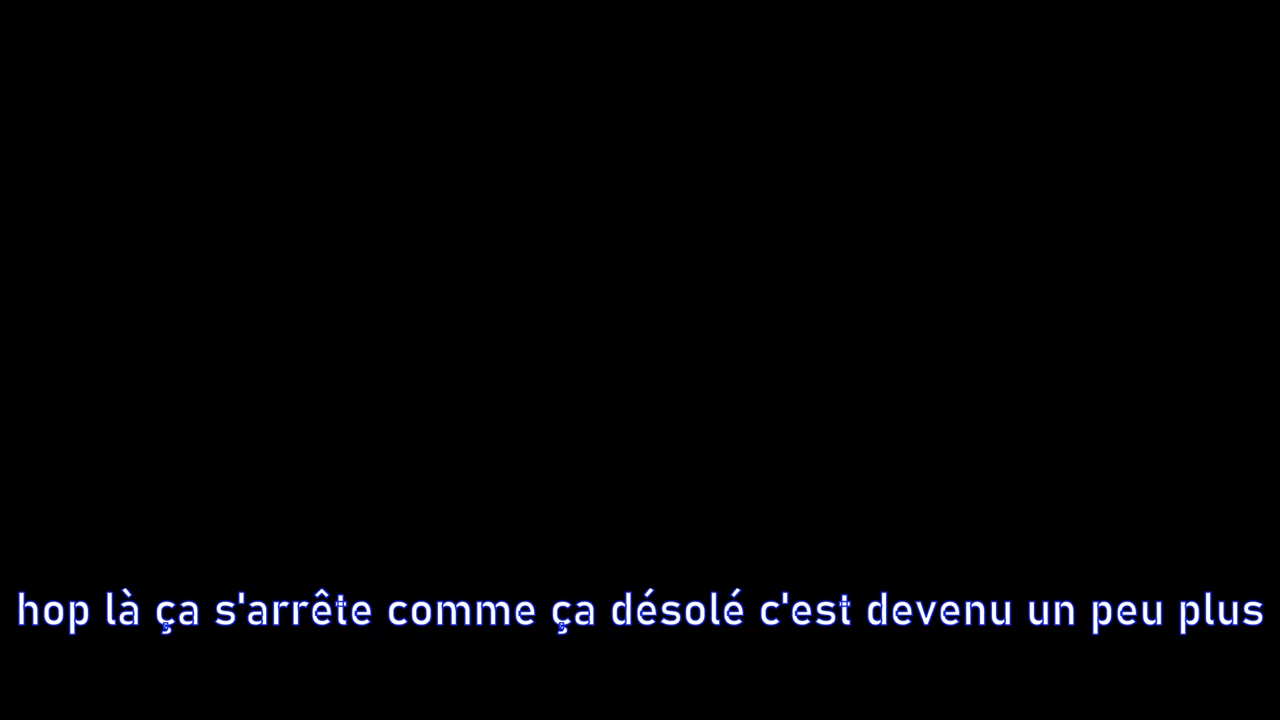 hop là ça s'arrête comme ça désolé c'est devenu un peu plus